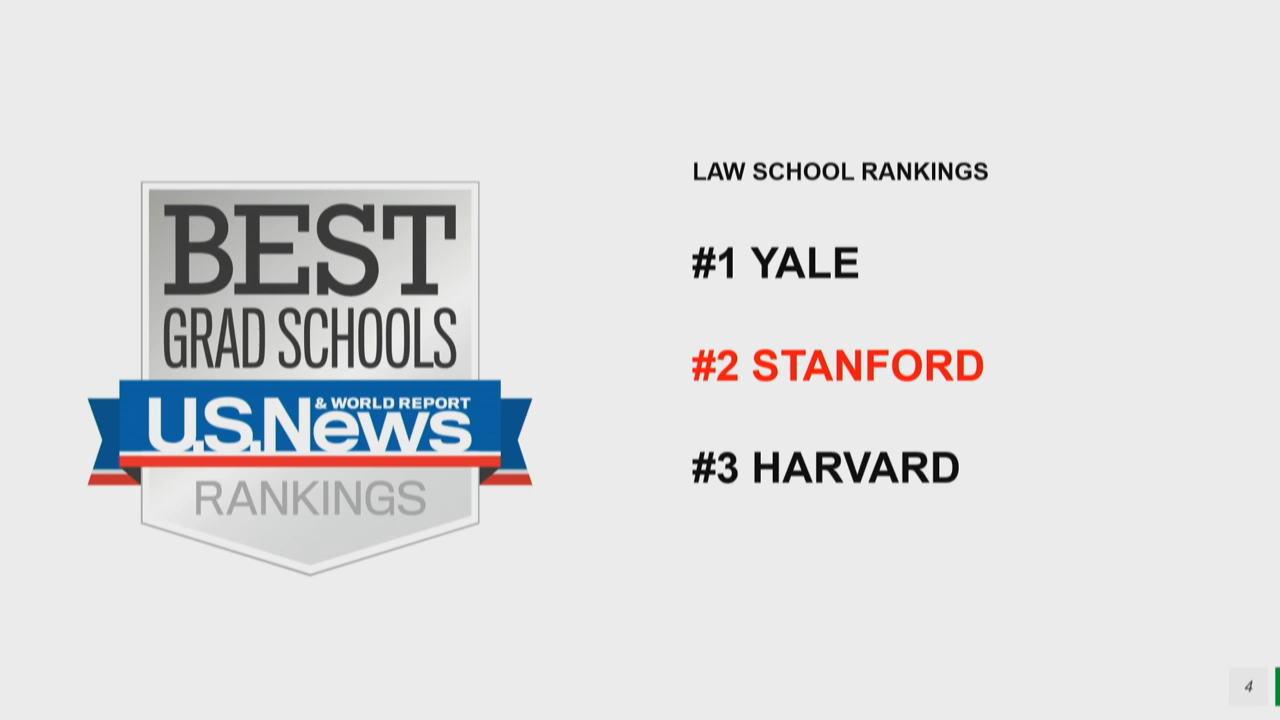 BEST
GRAD SCHOOLS
U.S.News & WORLD REPORT
RANKINGS
LAW SCHOOL RANKINGS
#1 YALE
#2 STANFORD
#3 HARVARD
4